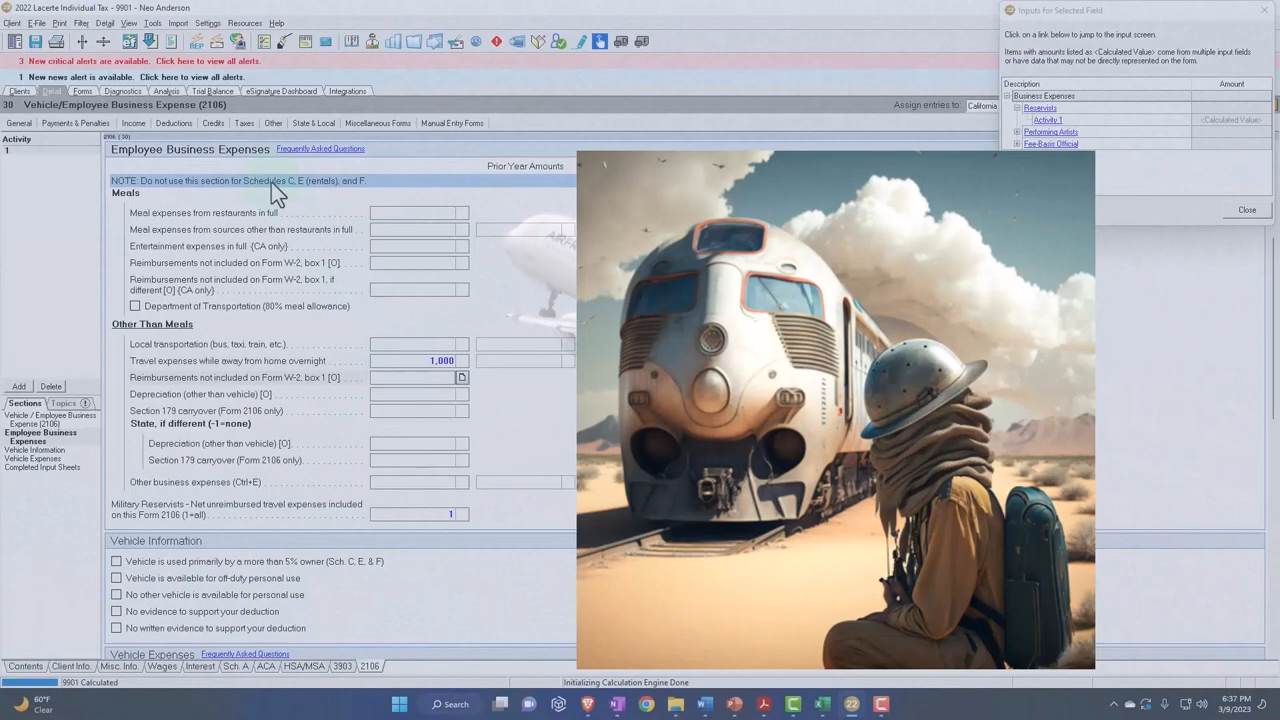 2022 Lacerte Individual Tax - 9901 - Neo Anderson
Client E-File Print Filter Detail View Tools Import Settings Resources Help
3 New critical alerts are available. Click here to view all alerts.
1 New news alert is available. Click here to view all alerts.
Clients Detail Forms Diagnostics Analysis Trial Balance eSignature Dashboard Integrations
30 Vehicle/Employee Business Expense (2106) Assign entries to: California
General Payments & Penalties Income Deductions Credits Taxes Other State & L cellaneous Forms Manual Entry Forms
Activity
1
Add Delete
Sections Topics
Vehicle / Employee Business
Expense (2106)
Employee Business
Expenses
Vehicle Information
Vehicle Expenses
Completed Input Sheets
2106 (30)
Employee Business Expenses Frequently Asked Questions
Prior Year Amounts
NOTE: Do not use this section for Schedules C, E (rentals), and F.
Meals
Meal expenses from restaurants in full
Meal expenses from sources other than restaurants in full
Entertainment expenses in full {CA only}
Reimbursements not included on Form W-2, box 1 [O]
Reimbursements not included on Form W-2, box 1, if
different [O] {CA only}
Department of Transportation (80% meal allowance)
Other Than Meals
Local transportation (bus, taxi, train, etc.)
Travel expenses while away from home overnight 1,000
Reimbursements not included on Form W-2, box 1 [O]
Depreciation (other than vehicle) [O]
Section 179 carryover (Form 2106 only)
State, if different (-1=none)
Depreciation (other than vehicle) [O]
Section 179 carryover (Form 2106 only)
Other business expenses (Ctrl+E)
Military Reservists - Net unreimbursed travel expenses included
on this Form 2106 (1=all) 1
Vehicle Information
Vehicle is used primarily by a more than 5% owner (Sch. C, E, & F)
Vehicle is available for off-duty personal use
No other vehicle is available for personal use
No evidence to support your deduction
No written evidence to support your deduction
Vehicle Expenses Frequently Asked Questions
Contents Client Info. Misc. Info. Wages Interest Sch. A ACA HSA/MSA 3903 2106
9901 Calculated Initializing Calculation Engine Done
Inputs for Selected Field
Click on a link below to jump to the input screen.
Items with amounts listed as <Calculated Value> come from multiple input fields
or have data that may not be directly represented on the form.
Description Amount
Business Expenses
Reservists
Activity 1 <Calculated Value>
Performing Artists
Fee-Basis Official
Close
60°F
Clear
Search
6:37 PM
3/9/2023